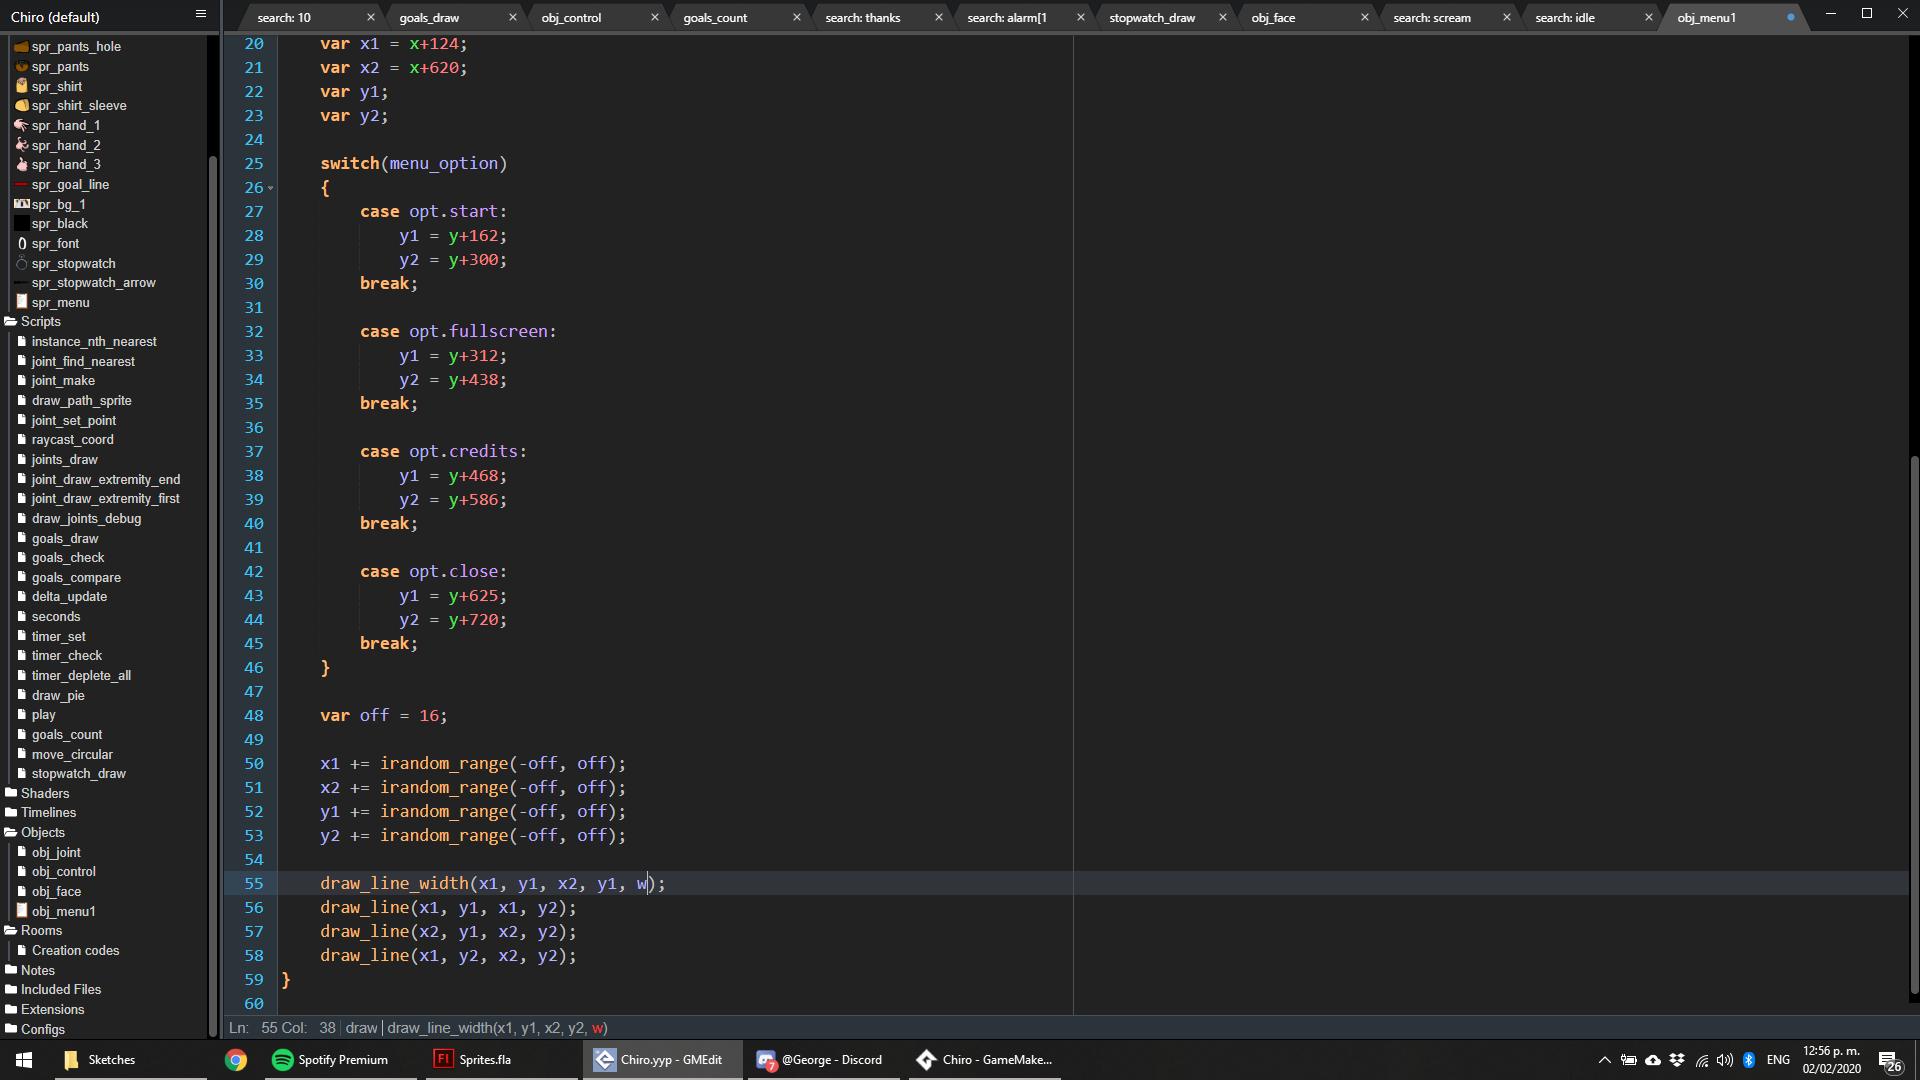 Chiro (default)
search: 10
goals_draw
obj_control
goals_count
search: thanks
search: alarm[1
stopwatch_draw
obj_face
search: scream
search: idle
obj_menu1
spr_pants_hole
spr_pants
spr_shirt
spr_shirt_sleeve
spr_hand_1
spr_hand_2
spr_hand_3
spr_goal_line
spr_bg_1
spr_black
spr_font
spr_stopwatch
spr_stopwatch_arrow
spr_menu
Scripts
instance_nth_nearest
joint_find_nearest
joint_make
draw_path_sprite
joint_set_point
raycast_coord
joints_draw
joint_draw_extremity_end
joint_draw_extremity_first
draw_joints_debug
goals_draw
goals_check
goals_compare
delta_update
seconds
timer_set
timer_check
timer_deplete_all
draw_pie
play
goals_count
move_circular
stopwatch_draw
Shaders
Timelines
Objects
obj_joint
obj_control
obj_face
obj_menu1
Rooms
Creation codes
Notes
Included Files
Extensions
Configs
20 var x1 = x+124;
21 var x2 = x+620;
22 var y1;
23 var y2;
24
25 switch(menu_option)
26 {
27 case opt.start:
28 y1 = y+162;
29 y2 = y+300;
30 break;
31
32 case opt.fullscreen:
33 y1 = y+312;
34 y2 = y+438;
35 break;
36
37 case opt.credits:
38 y1 = y+468;
39 y2 = y+586;
40 break;
41
42 case opt.close:
43 y1 = y+625;
44 y2 = y+720;
45 break;
46 }
47
48 var off = 16;
49
50 x1 += irandom_range(-off, off);
51 x2 += irandom_range(-off, off);
52 y1 += irandom_range(-off, off);
53 y2 += irandom_range(-off, off);
54
55 draw_line_width(x1, y1, x2, y1, w);
56 draw_line(x1, y1, x1, y2);
57 draw_line(x2, y1, x2, y2);
58 draw_line(x1, y2, x2, y2);
59 }
60
Ln: 55 Col: 38 draw draw_line_width(x1, y1, x2, y2, w)
Sketches
Spotify Premium
Fl Sprites.fla
Chiro.yyp - GMEdit
7 @George - Discord
Chiro - GameMake...
ENG
12:56 p. m.
02/02/2020
26